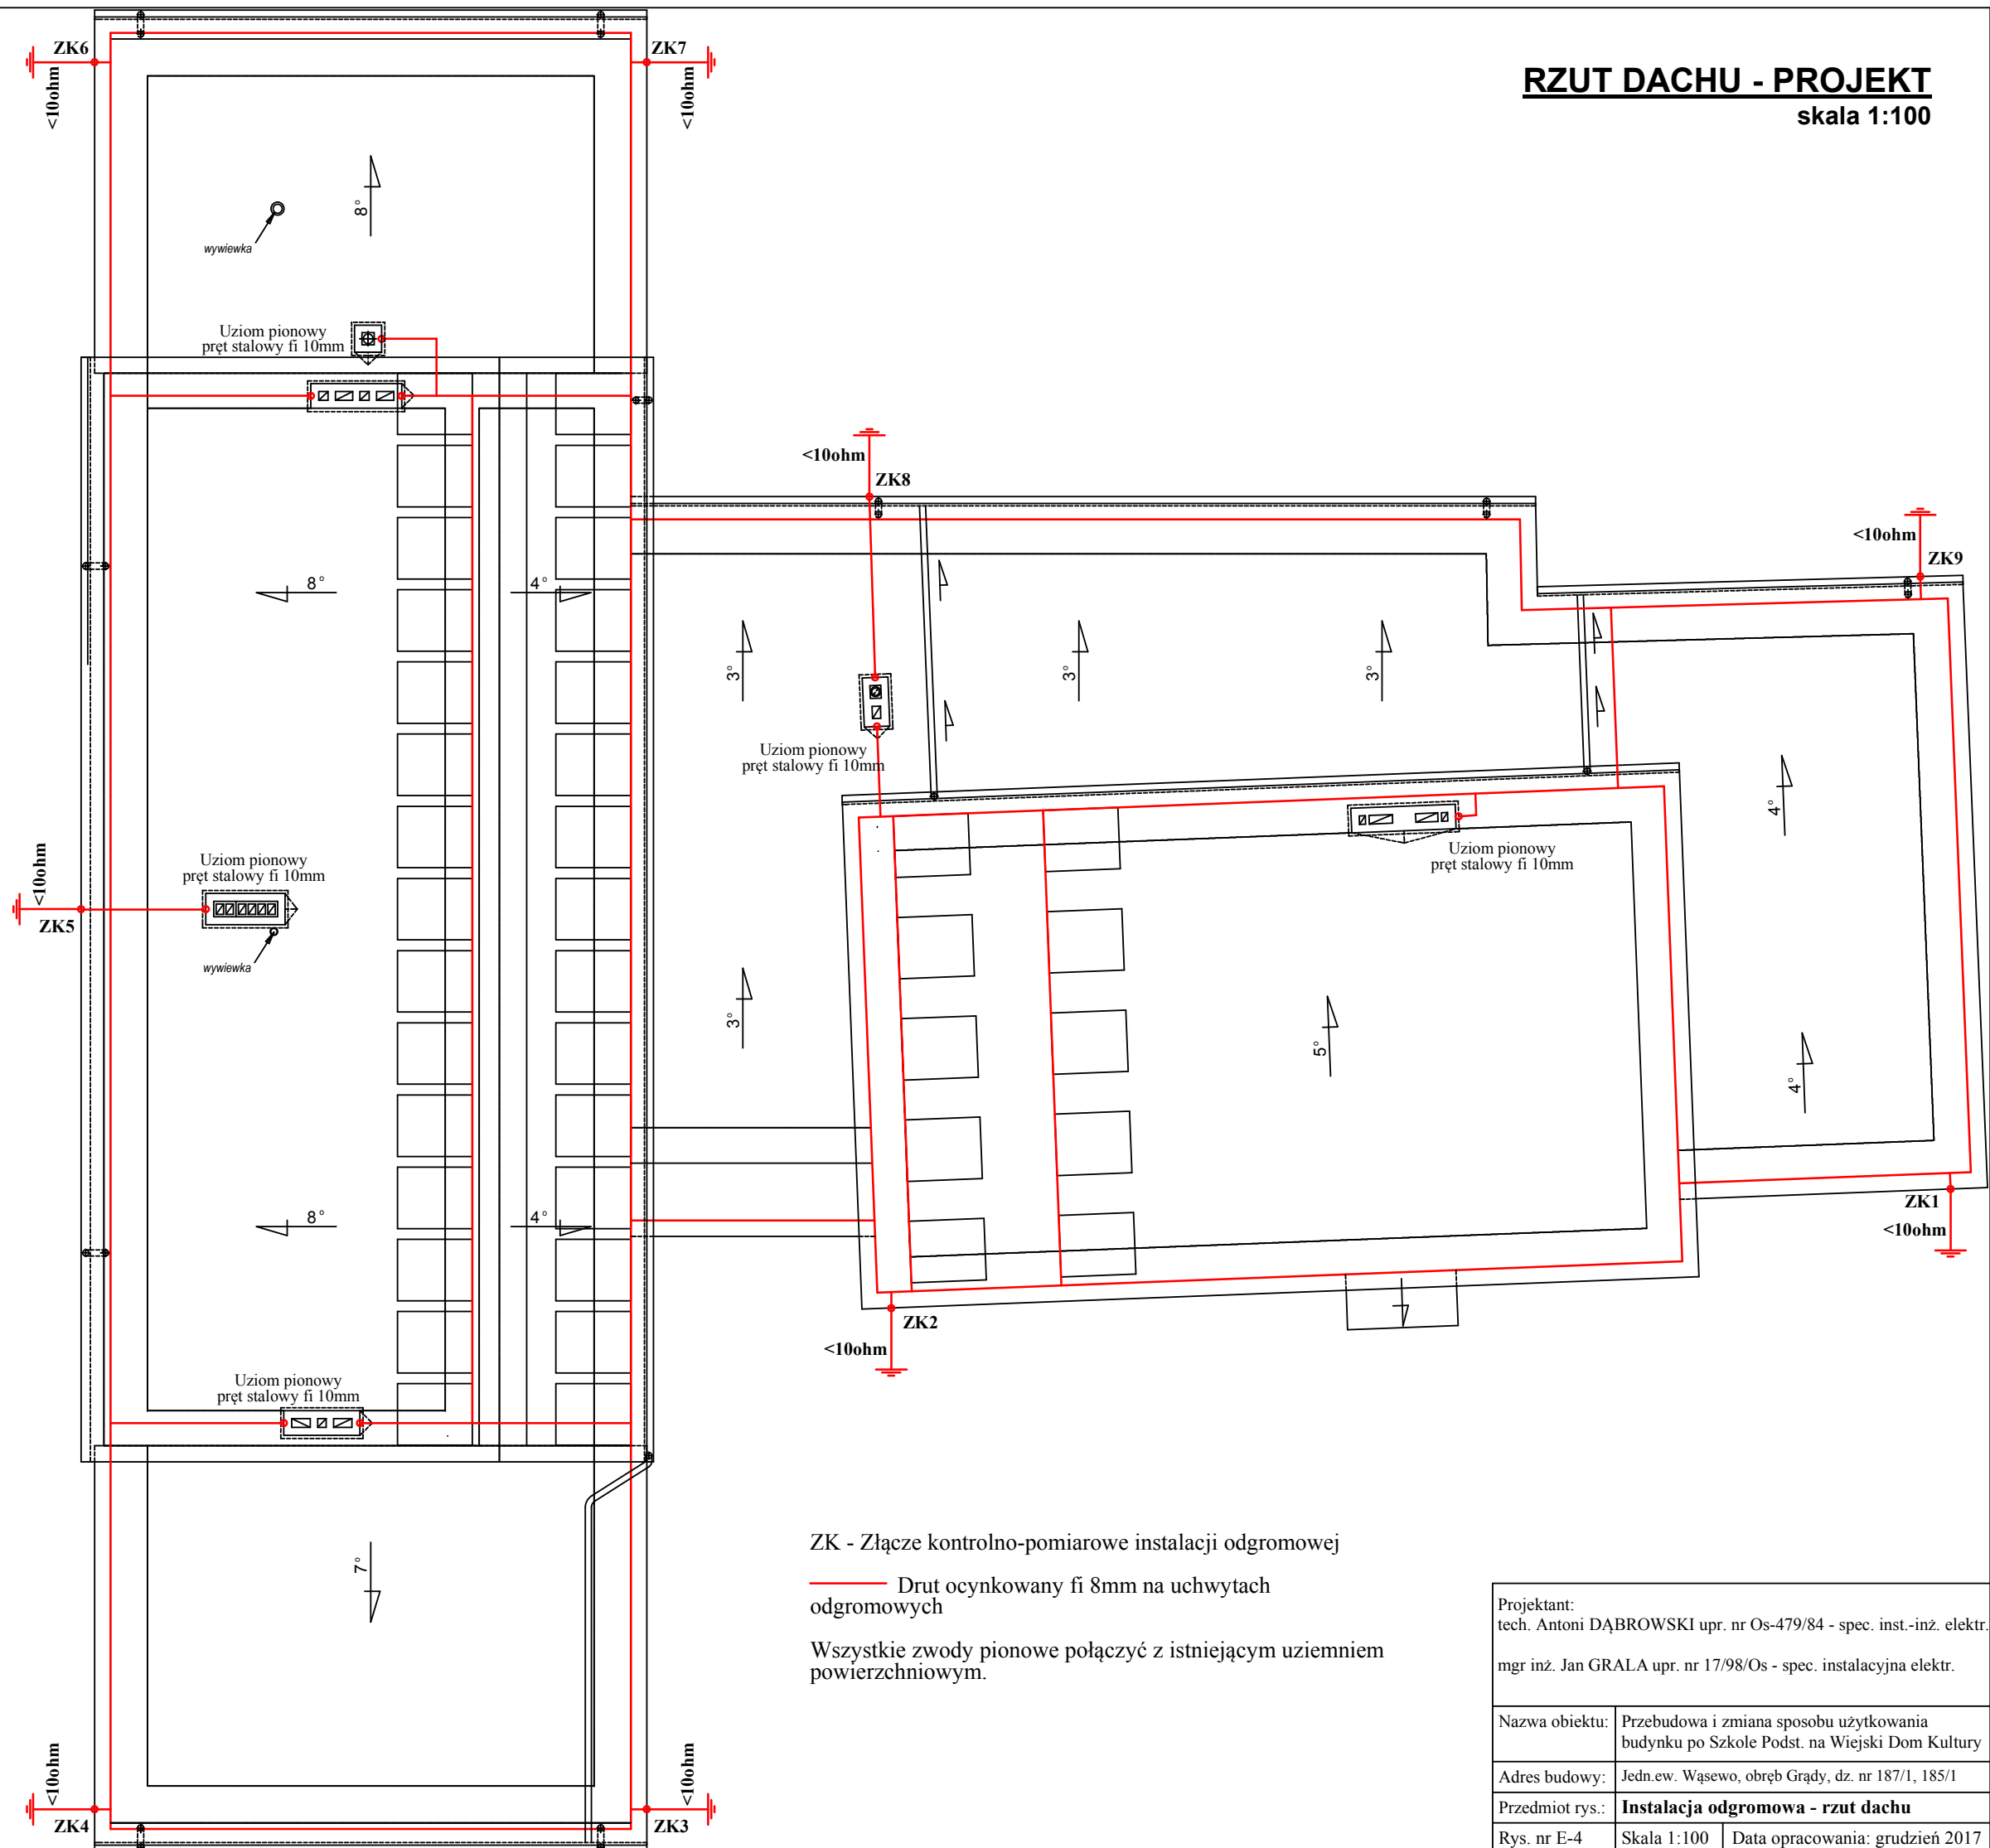 RZUT DACHU - PROJEKT
skala 1:100
ZK6
<10ohm
ZK7
<10ohm
8°
wywiewka
Uziom pionowy
pręt stalowy fi 10mm
<10ohm
ZK8
<10ohm
ZK9
8°
4°
3°
3°
3°
Uziom pionowy
pręt stalowy fi 10mm
4°
Uziom pionowy
pręt stalowy fi 10mm
Uziom pionowy
pręt stalowy fi 10mm
<10ohm
ZK5
wywiewka
3°
5°
4°
8°
4°
ZK1
<10ohm
ZK2
<10ohm
Uziom pionowy
pręt stalowy fi 10mm
7°
<10ohm
ZK4
<10ohm
ZK3
ZK - Złącze kontrolno-pomiarowe instalacji odgromowej
Drut ocynkowany fi 8mm na uchwytach
odgromowych
Wszystkie zwody pionowe połączyć z istniejącym uziemniem
powierzchniowym.
Projektant:
tech. Antoni DĄBROWSKI upr. nr Os-479/84 - spec. inst.-inż. elektr.
mgr inż. Jan GRALA upr. nr 17/98/Os - spec. instalacyjna elektr.
Nazwa obiektu: Przebudowa i zmiana sposobu użytkowania
budynku po Szkole Podst. na Wiejski Dom Kultury
Adres budowy: Jedn.ew. Wąsewo, obręb Grądy, dz. nr 187/1, 185/1
Przedmiot rys.: Instalacja odgromowa - rzut dachu
Rys. nr E-4 Skala 1:100 Data opracowania: grudzień 2017